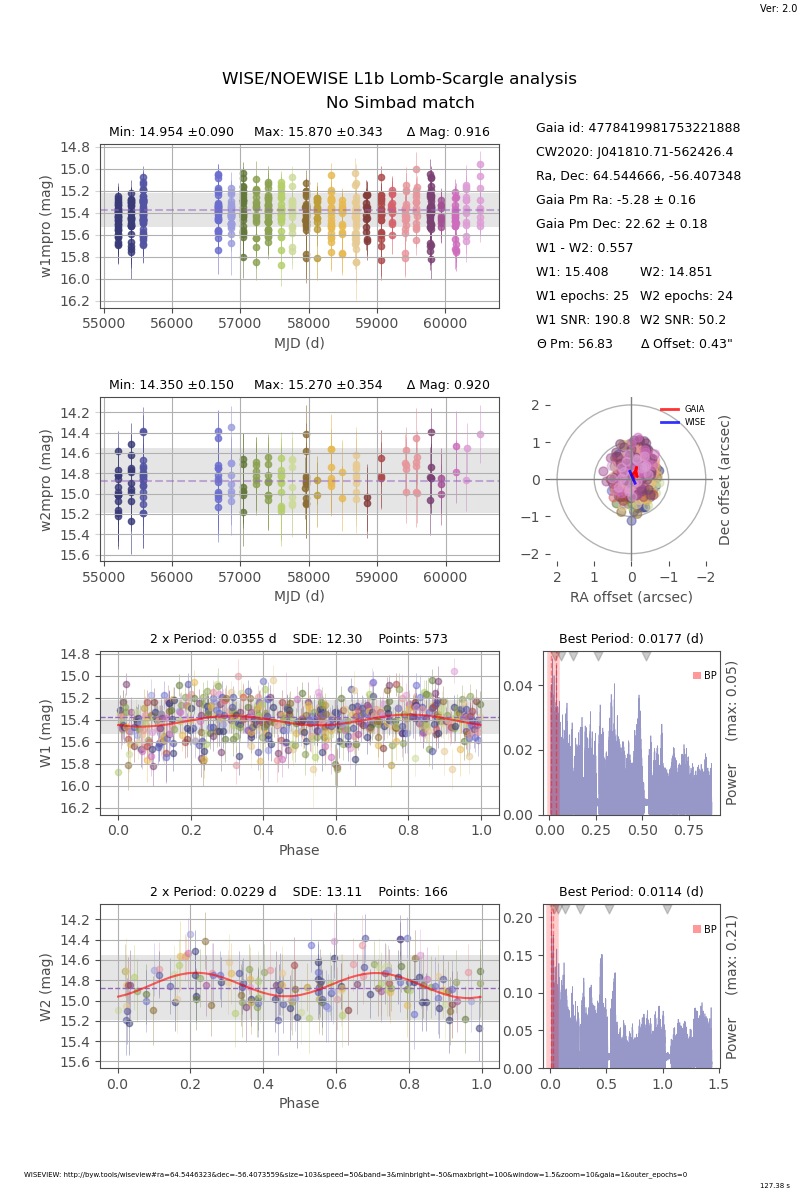 Ver: 2.0
WISE/NOEWISE L1b Lomb-Scargle analysis
No Simbad match
Min: 14.954 ±0.090 Max: 15.870 ±0.343 Δ Mag: 0.916
14.8
15.0
15.2
15.4
15.6
15.8
16.0
16.2
w1mpro (mag)
55000 56000 57000 58000 59000 60000
MJD (d)
Gaia id: 4778419981753221888
CW2020: J041810.71-562426.4
Ra, Dec: 64.544666, -56.407348
Gaia Pm Ra: -5.28 ± 0.16
Gaia Pm Dec: 22.62 ± 0.18
W1 - W2: 0.557
W1: 15.408 W2: 14.851
W1 epochs: 25 W2 epochs: 24
W1 SNR: 190.8 W2 SNR: 50.2
Θ Pm: 56.83 Δ Offset: 0.43"
Min: 14.350 ±0.150 Max: 15.270 ±0.354 Δ Mag: 0.920
14.2
14.4
14.6
14.8
15.0
15.2
15.4
15.6
w2mpro (mag)
55000 56000 57000 58000 59000 60000
MJD (d)
GAIA
WISE
2
1
0
−1
−2
Dec offset (arcsec)
2 1 0 −1 −2
RA offset (arcsec)
2 x Period: 0.0355 d SDE: 12.30 Points: 573
14.8
15.0
15.2
15.4
15.6
15.8
16.0
16.2
W1 (mag)
0.0 0.2 0.4 0.6 0.8 1.0
Phase
Best Period: 0.0177 (d)
BP
0.04
0.02
0.00
Power (max: 0.05)
0.00 0.25 0.50 0.75
2 x Period: 0.0229 d SDE: 13.11 Points: 166
14.2
14.4
14.6
14.8
15.0
15.2
15.4
15.6
W2 (mag)
0.0 0.2 0.4 0.6 0.8 1.0
Phase
Best Period: 0.0114 (d)
BP
0.20
0.15
0.10
0.05
0.00
Power (max: 0.21)
0.0 0.5 1.0 1.5
WISEVIEW: http://byw.tools/wiseview#ra=64.5446323&dec=-56.4073559&size=103&speed=50&band=3&minbright=-50&maxbright=100&window=1.5&zoom=10&gaia=1&outer_epochs=0
127.38 s